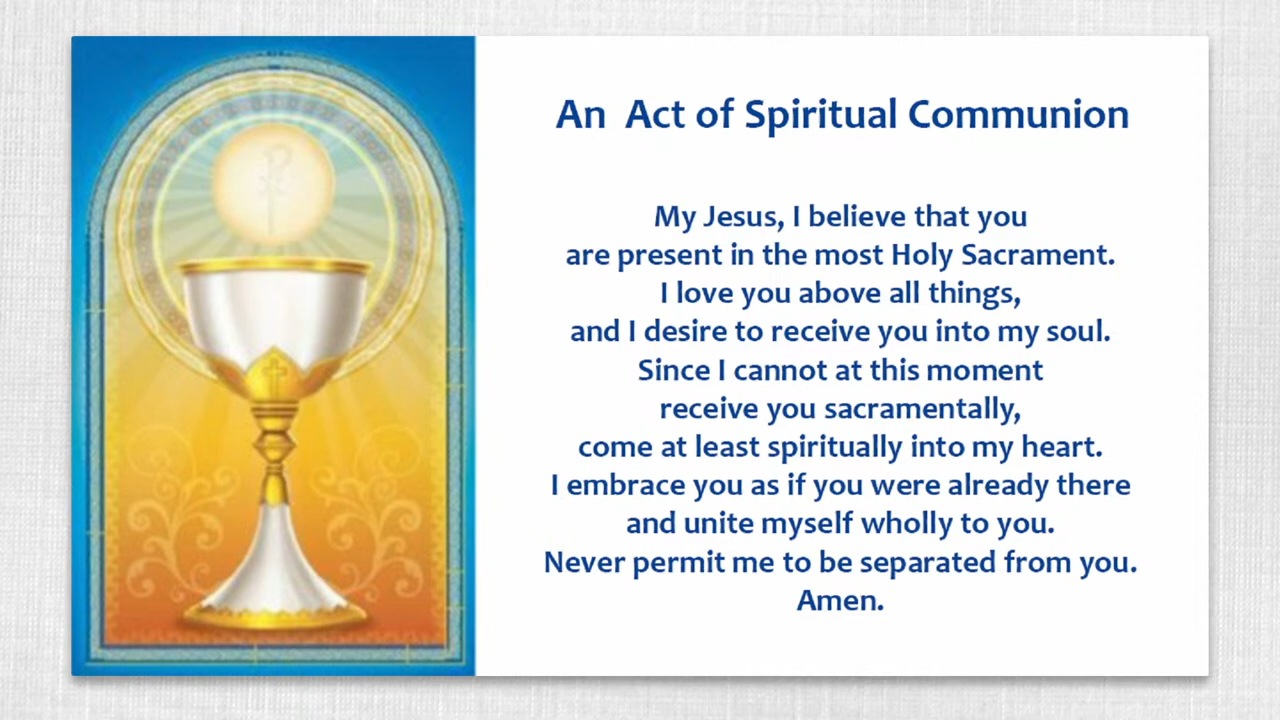 An Act of Spiritual Communion
My Jesus, I believe that you
are present in the most Holy Sacrament.
I love you above all things,
and I desire to receive you into my soul.
Since I cannot at this moment
receive you sacramentally,
come at least spiritually into my heart.
I embrace you as if you were already there
and unite myself wholly to you.
Never permit me to be separated from you.
Amen.